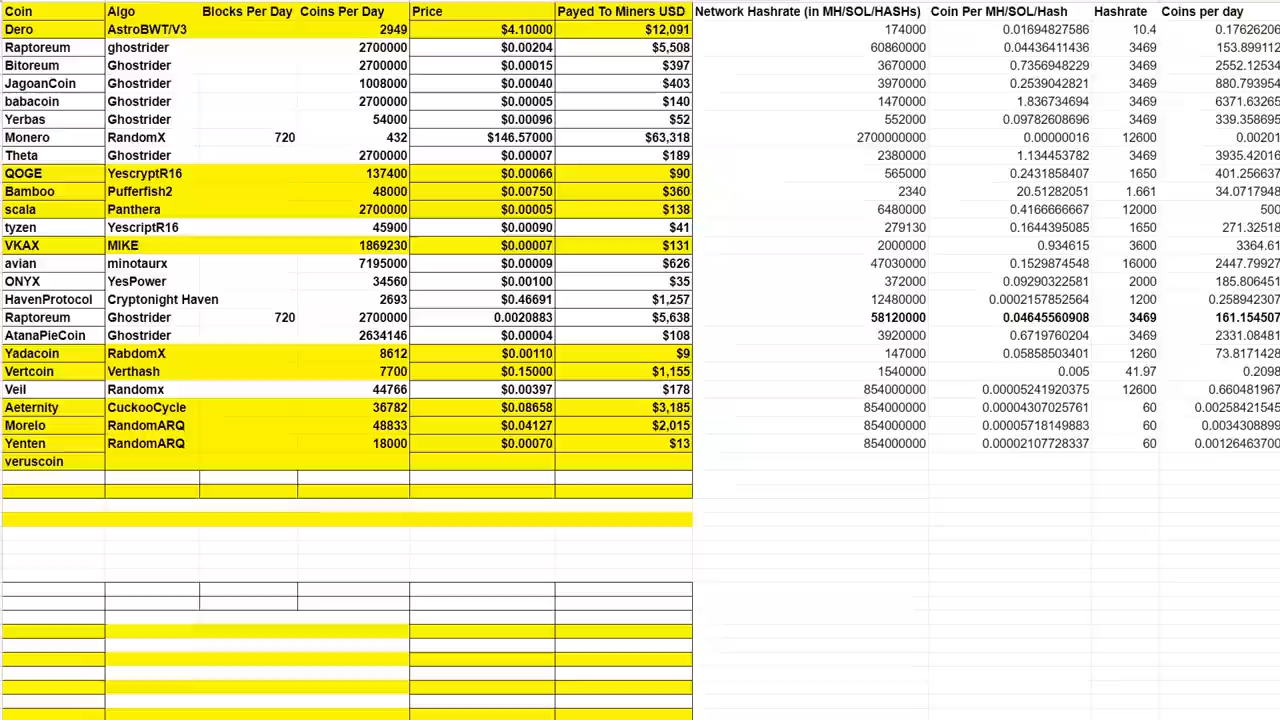 Coin Algo Blocks Per Day Coins Per Day Price Payed To Miners USD Network Hashrate (in MH/SOL/HASHs) Coin Per MH/SOL/Hash Hashrate Coins per day
Dero AstroBWT/V3 2949 $4.10000 $12,091 174000 0.01694827586 10.4 0.17626206
Raptoreum ghostrider 2700000 $0.00204 $5,508 60860000 0.04436411436 3469 153.899112
Bitoreum Ghostrider 2700000 $0.00015 $397 3670000 0.7356948229 3469 2552.12534
JagoanCoin Ghostrider 1008000 $0.00040 $403 3970000 0.2539042821 3469 880.793954
babacoin Ghostrider 2700000 $0.00005 $140 1470000 1.836734694 3469 6371.63265
Yerbas Ghostrider 54000 $0.00096 $52 552000 0.09782608696 3469 339.358695
Monero RandomX 720 432 $146.57000 $63,318 2700000000 0.00000016 12600 0.00201
Theta Ghostrider 2700000 $0.00007 $189 2380000 1.134453782 3469 3935.42016
QOGE YescryptR16 137400 $0.00066 $90 565000 0.2431858407 1650 401.256637
Bamboo Pufferfish2 48000 $0.00750 $360 2340 20.51282051 1.661 34.0717948
scala Panthera 2700000 $0.00005 $138 6480000 0.4166666667 12000 500
tyzen YescriptR16 45900 $0.00090 $41 279130 0.1644395085 1650 271.32518
VKAX MIKE 1869230 $0.00007 $131 2000000 0.934615 3600 3364.61
avian minotaurx 7195000 $0.00009 $626 47030000 0.1529874548 16000 2447.79927
ONYX YesPower 34560 $0.00100 $35 372000 0.09290322581 2000 185.806451
HavenProtocol Cryptonight Haven 2693 $0.46691 $1,257 12480000 0.0002157852564 1200 0.258942307
Raptoreum Ghostrider 720 2700000 0.0020883 $5,638 58120000 0.04645560908 3469 161.154507
AtanaPieCoin Ghostrider 2634146 $0.00004 $108 3920000 0.6719760204 3469 2331.08481
Yadacoin RabdomX 8612 $0.00110 $9 147000 0.05858503401 1260 73.8171428
Vertcoin Verthash 7700 $0.15000 $1,155 1540000 0.005 41.97 0.2098
Veil Randomx 44766 $0.00397 $178 854000000 0.00005241920375 12600 0.660481967
Aeternity CuckooCycle 36782 $0.08658 $3,185 854000000 0.00004307025761 60 0.00258421545
Morelo RandomARQ 48833 $0.04127 $2,015 854000000 0.00005718149883 60 0.0034308899
Yenten RandomARQ 18000 $0.00070 $13 854000000 0.00002107728337 60 0.00126463700
veruscoin